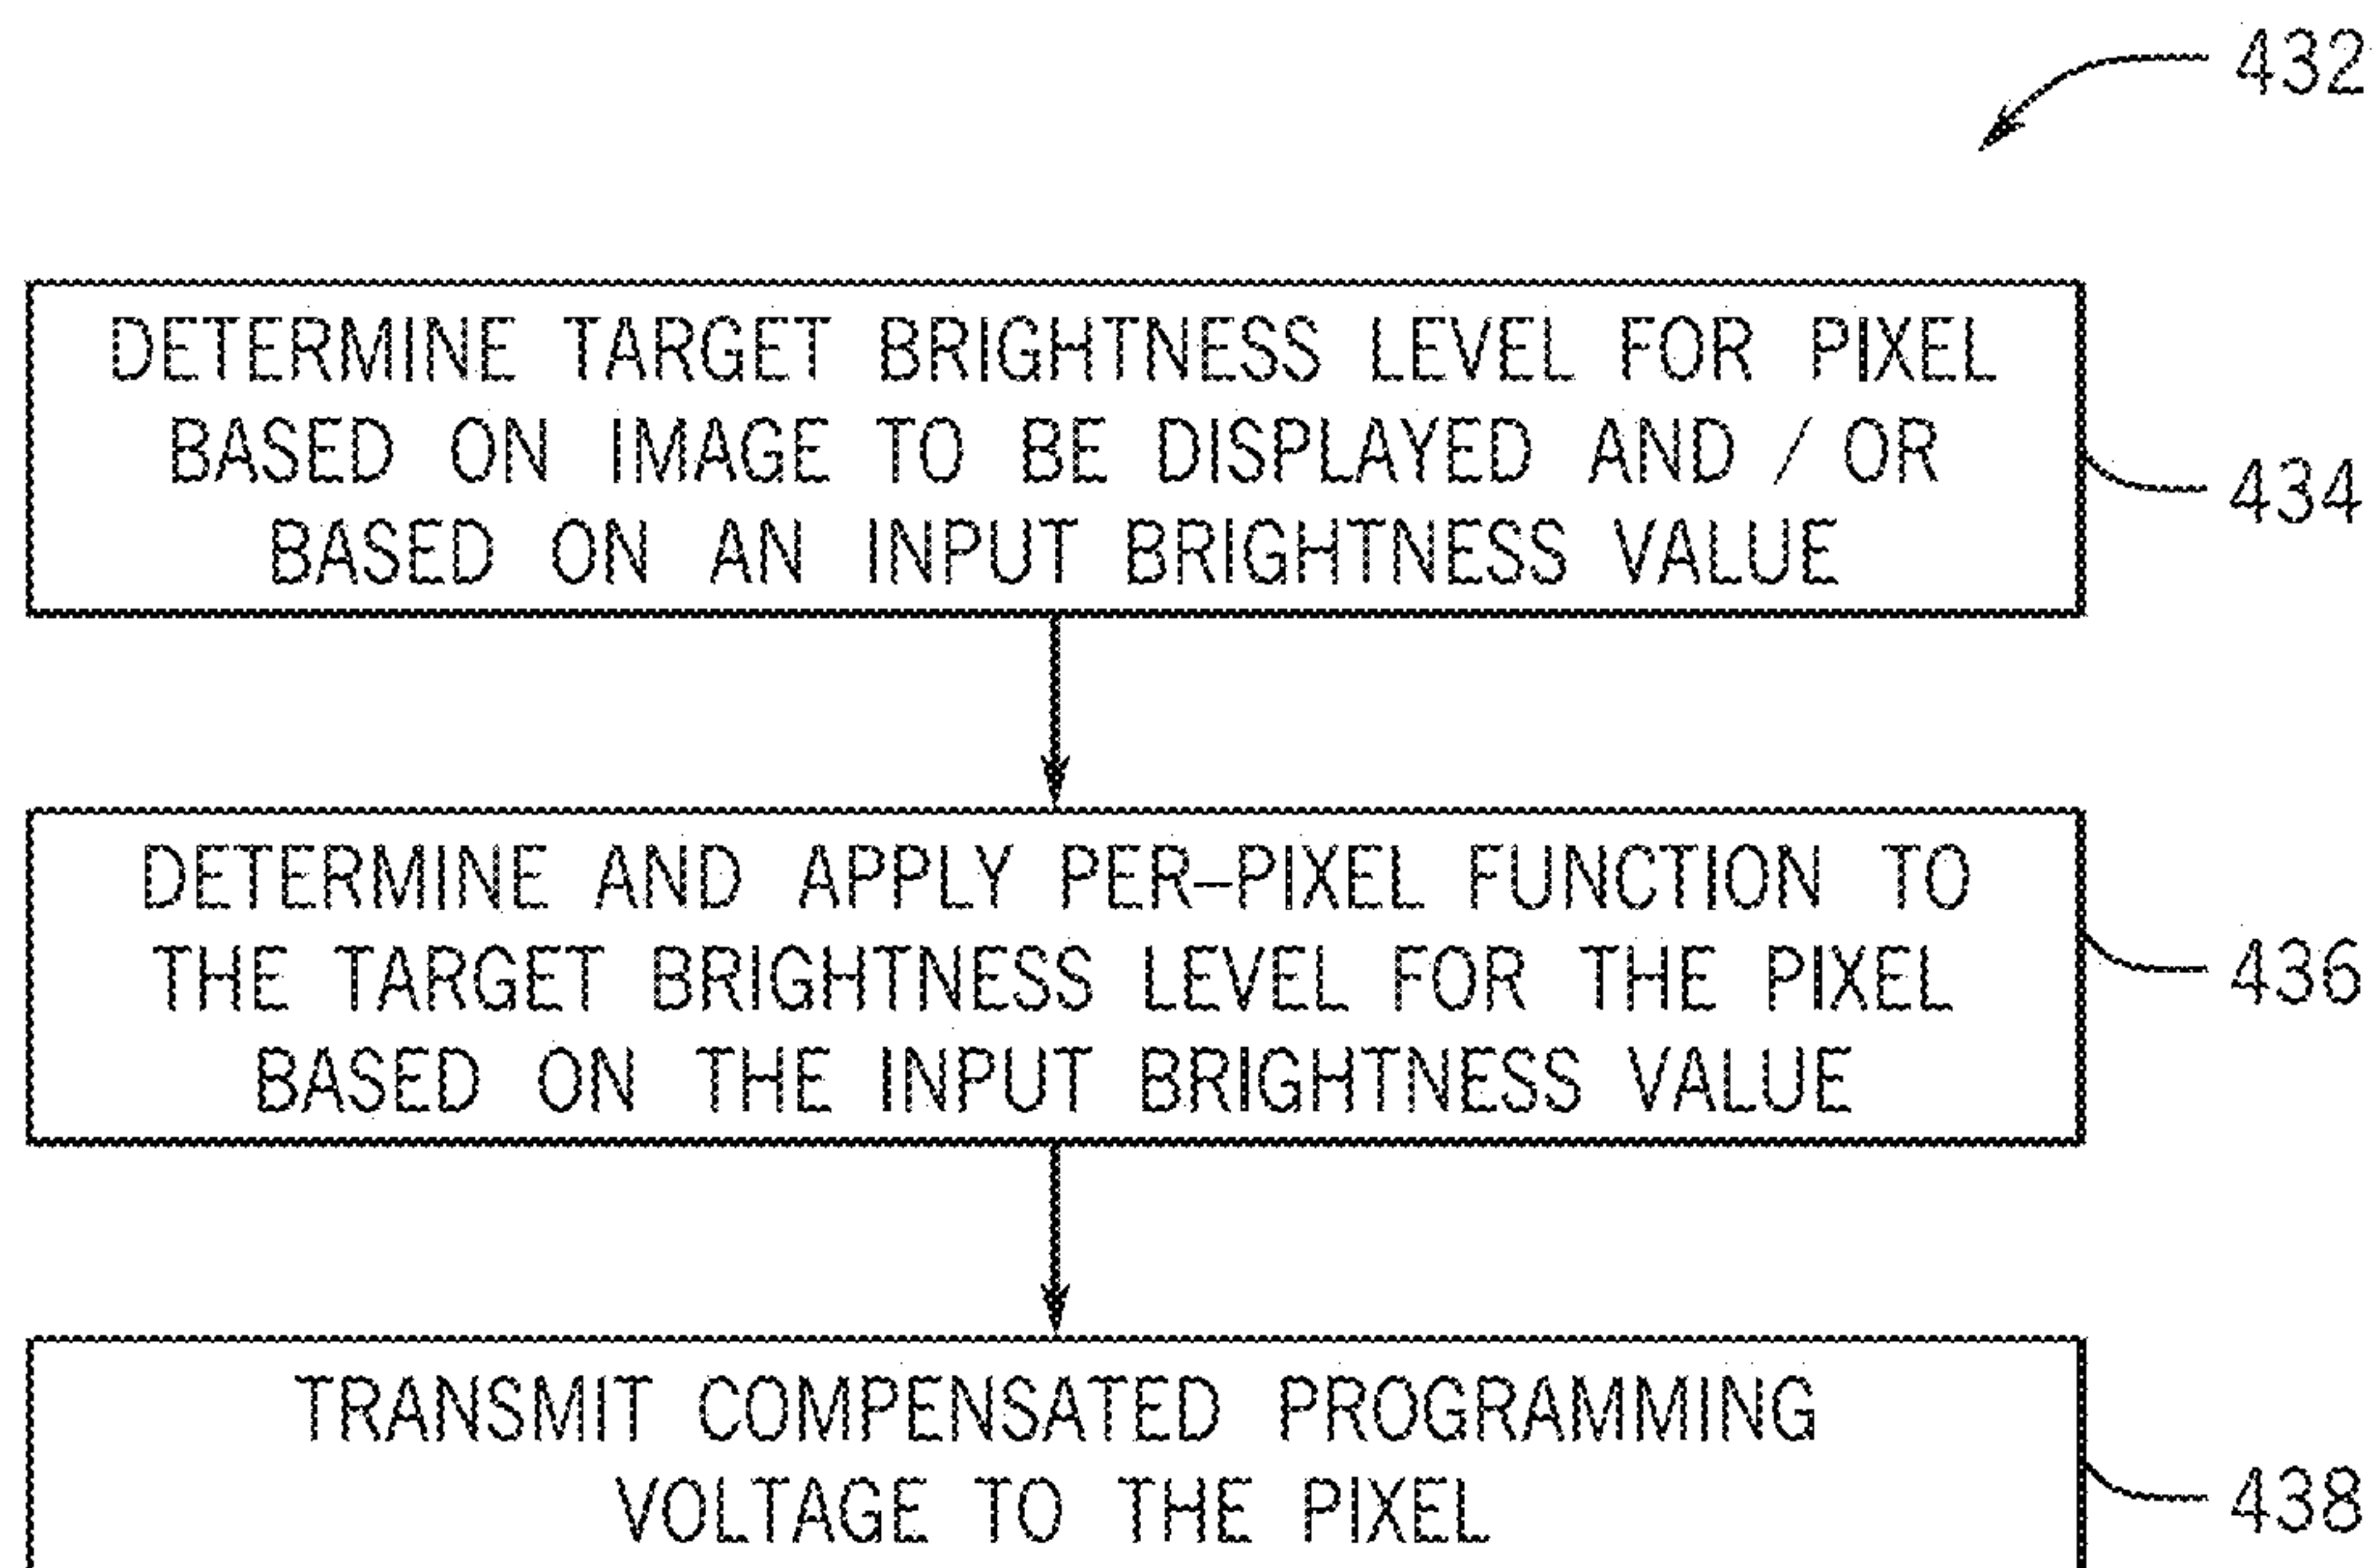 432
DETERMINE TARGET BRIGHTNESS LEVEL FOR PIXEL
BASED ON IMAGE TO BE DISPLAYED AND / OR
BASED ON AN INPUT BRIGHTNESS VALUE
434
DETERMINE AND APPLY PER-PIXEL FUNCTION TO
THE TARGET BRIGHTNESS LEVEL FOR THE PIXEL
BASED ON THE INPUT BRIGHTNESS VALUE
436
TRANSMIT COMPENSATED PROGRAMMING
VOLTAGE TO THE PIXEL
438